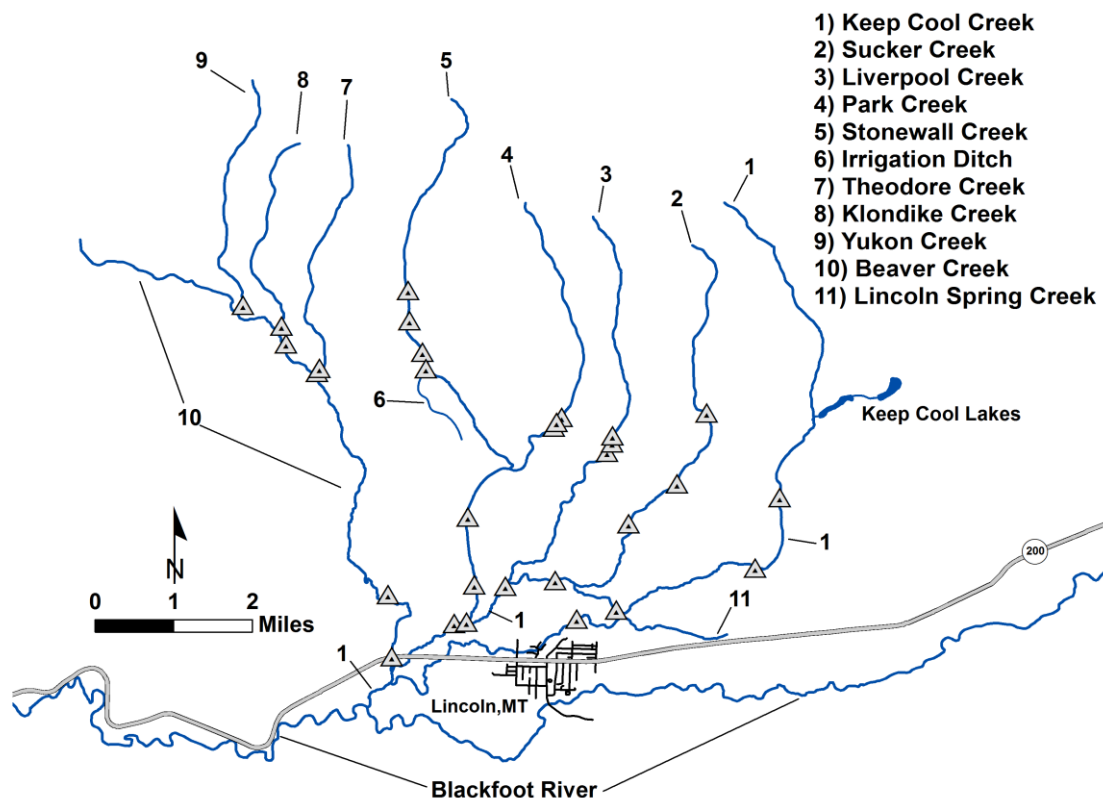 1) Keep Cool Creek
2) Sucker Creek
3) Liverpool Creek
4) Park Creek
5) Stonewall Creek
6) Irrigation Ditch
7) Theodore Creek
8) Klondike Creek
9) Yukon Creek
10) Beaver Creek
11) Lincoln Spring Creek
9
8
7
5
4
3
2
1
10
6
Keep Cool Lakes
N
0 1 2 Miles
1
200
11
1
1
Lincoln,MT
Blackfoot River